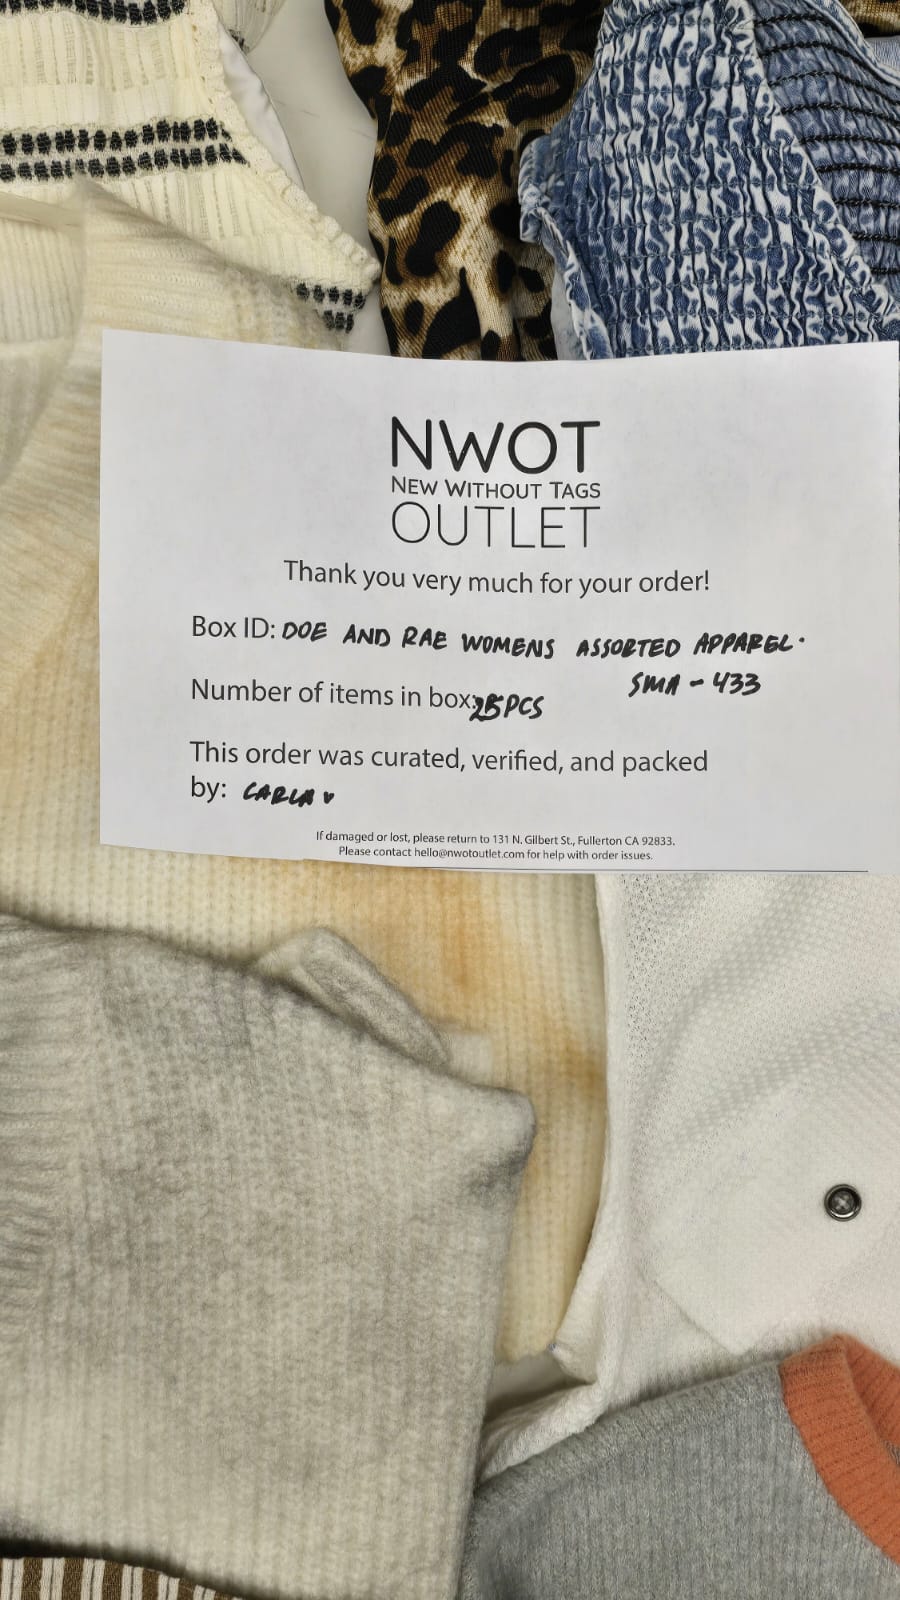 NWOT
NEW WITHOUT TAGS
OUTLET
Thank you very much for your order!
Box ID: DOE AND RAE WOMENS ASSORTED APPAREL.
SMA - 433
Number of items in box: 25 PCS
This order was curated, verified, and packed
by: CARLA ♥
If damaged or lost, please return to 131 N. Gilbert St., Fullerton CA 92833.
Please contact hello@nwotoutlet.com for help with order issues.